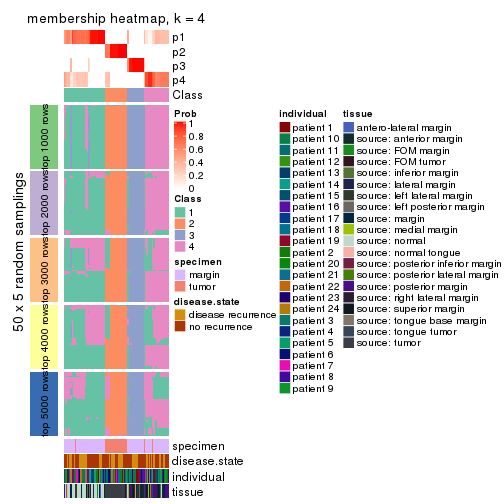 membership heatmap, k = 4
p1
p2
p3
p4
Class
50 x 5 random samplings
top 1000 rows
top 2000 rows
top 3000 rows
top 4000 rows
top 5000 rows
specimen
disease.state
individual
tissue
Prob
1
0.8
0.6
0.4
0.2
0
Class
1
2
3
4
specimen
margin
tumor
disease.state
disease recurrence
no recurrence
individual
patient 1
patient 10
patient 11
patient 12
patient 13
patient 14
patient 15
patient 16
patient 17
patient 18
patient 19
patient 2
patient 20
patient 21
patient 22
patient 23
patient 24
patient 3
patient 4
patient 5
patient 6
patient 7
patient 8
patient 9
tissue
antero-lateral margin
source: anterior margin
source: FOM margin
source: FOM tumor
source: inferior margin
source: lateral margin
source: left lateral margin
source: left posterior margin
source: margin
source: medial margin
source: normal
source: normal tongue
source: posterior inferior margin
source: posterior lateral margin
source: posterior margin
source: right lateral margin
source: superior margin
source: tongue base margin
source: tongue tumor
source: tumor